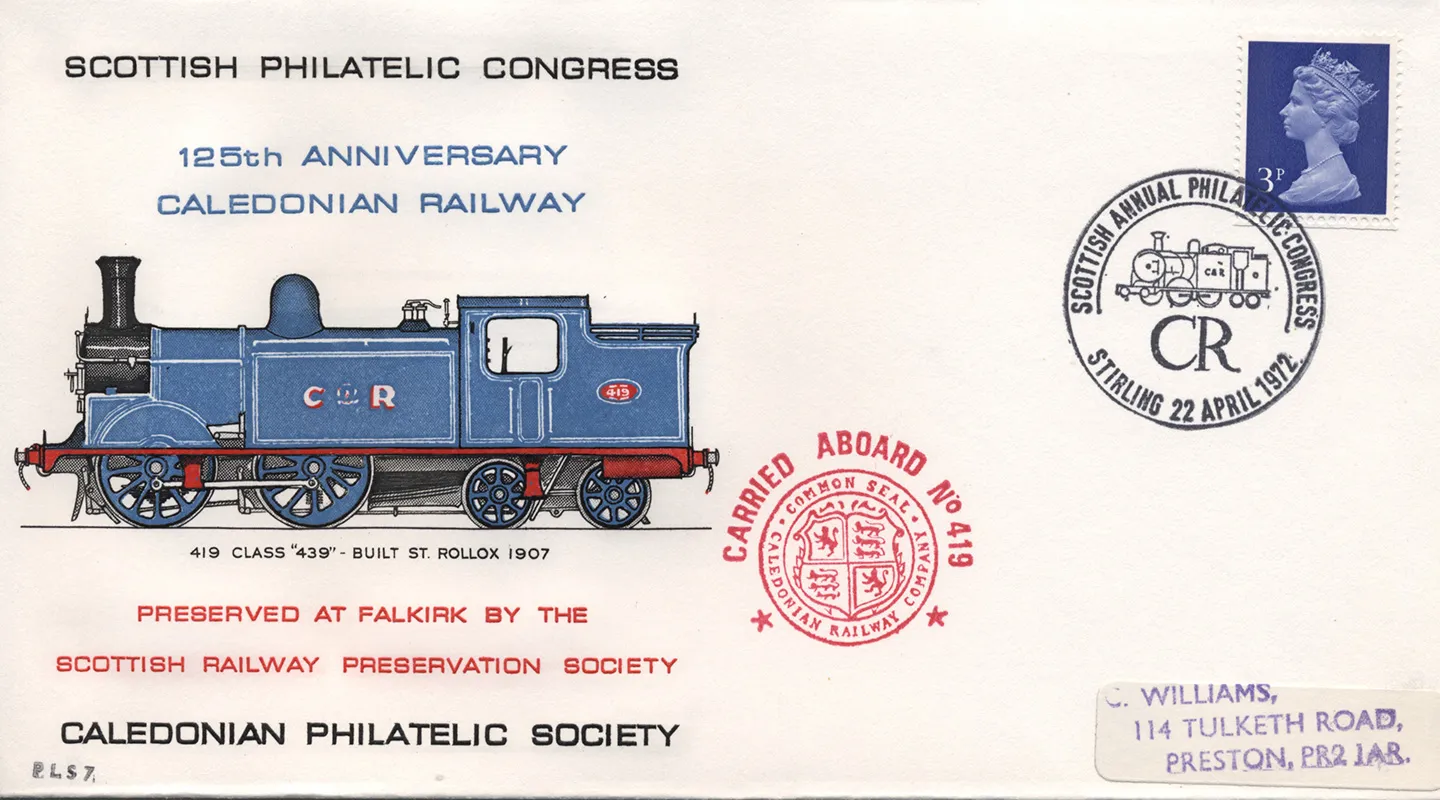 SCOTTISH PHILATELIC CONGRESS
125th ANNIVERSARY
CALEDONIAN RAILWAY
C R
419
419 CLASS "439" - BUILT ST. ROLLOX 1907
PRESERVED AT FALKIRK BY THE
SCOTTISH RAILWAY PRESERVATION SOCIETY
CALEDONIAN PHILATELIC SOCIETY
P L S 7
3P
SCOTTISH ANNUAL PHILATELIC CONGRESS
C&R
CR
STIRLING 22 APRIL 1972
CARRIED ABOARD No 419
COMMON SEAL
CALEDONIAN RAILWAY COMPANY
C. WILLIAMS,
114 TULKETH ROAD,
PRESTON, PR2 1AR.